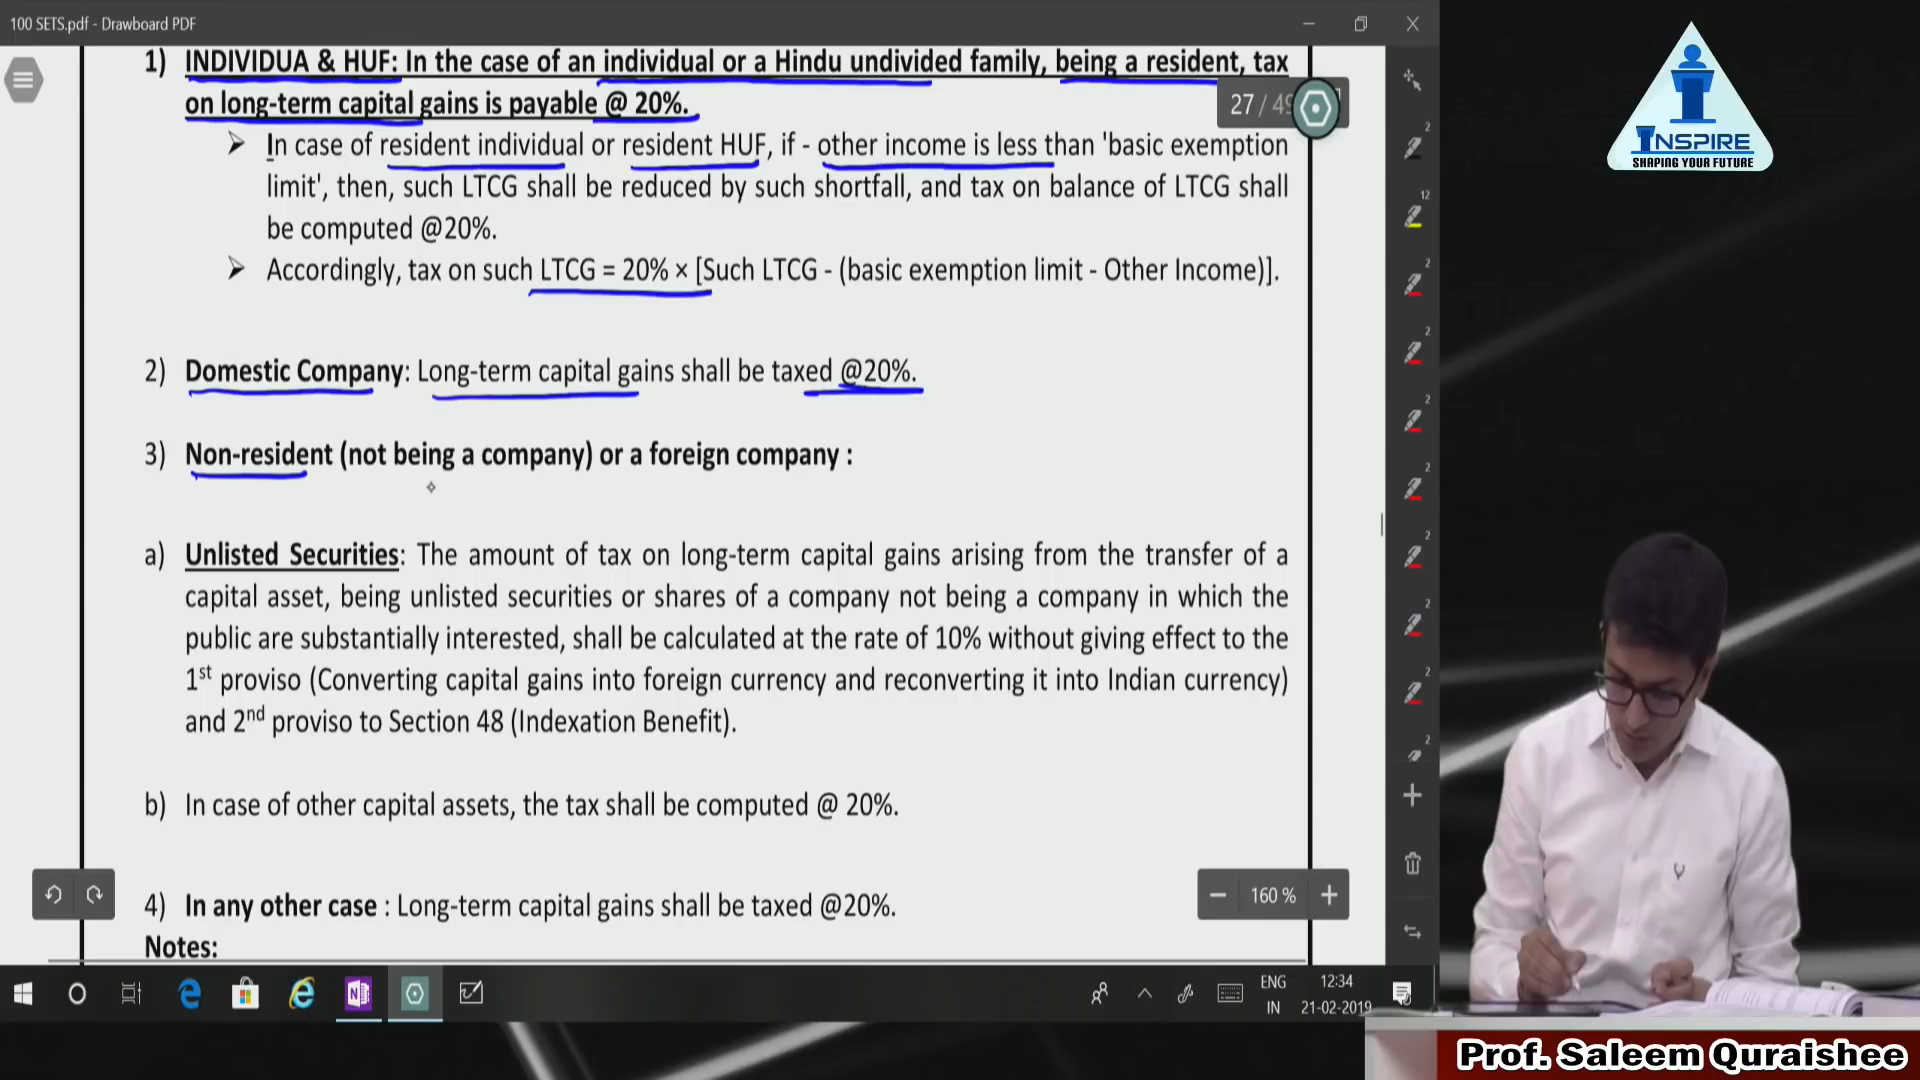 100 SETS.pdf - Drawboard PDF
1) INDIVIDUA & HUF: In the case of an individual or a Hindu undivided family, being a resident, tax
on long-term capital gains is payable @ 20%.
27 / 49
➢ In case of resident individual or resident HUF, if - other income is less than 'basic exemption
limit', then, such LTCG shall be reduced by such shortfall, and tax on balance of LTCG shall
be computed @20%.
➢ Accordingly, tax on such LTCG = 20% × [Such LTCG - (basic exemption limit - Other Income)].
2) Domestic Company: Long-term capital gains shall be taxed @20%.
3) Non-resident (not being a company) or a foreign company :
a) Unlisted Securities: The amount of tax on long-term capital gains arising from the transfer of a
capital asset, being unlisted securities or shares of a company not being a company in which the
public are substantially interested, shall be calculated at the rate of 10% without giving effect to the
1st proviso (Converting capital gains into foreign currency and reconverting it into Indian currency)
and 2nd proviso to Section 48 (Indexation Benefit).
b) In case of other capital assets, the tax shall be computed @ 20%.
4) In any other case : Long-term capital gains shall be taxed @20%.
Notes:
160 %
2
12
2
2
2
2
2
2
2
2
ENG
IN
12:34
21-02-2019
INSPIRE
SHAPING YOUR FUTURE
Prof. Saleem Quraishee